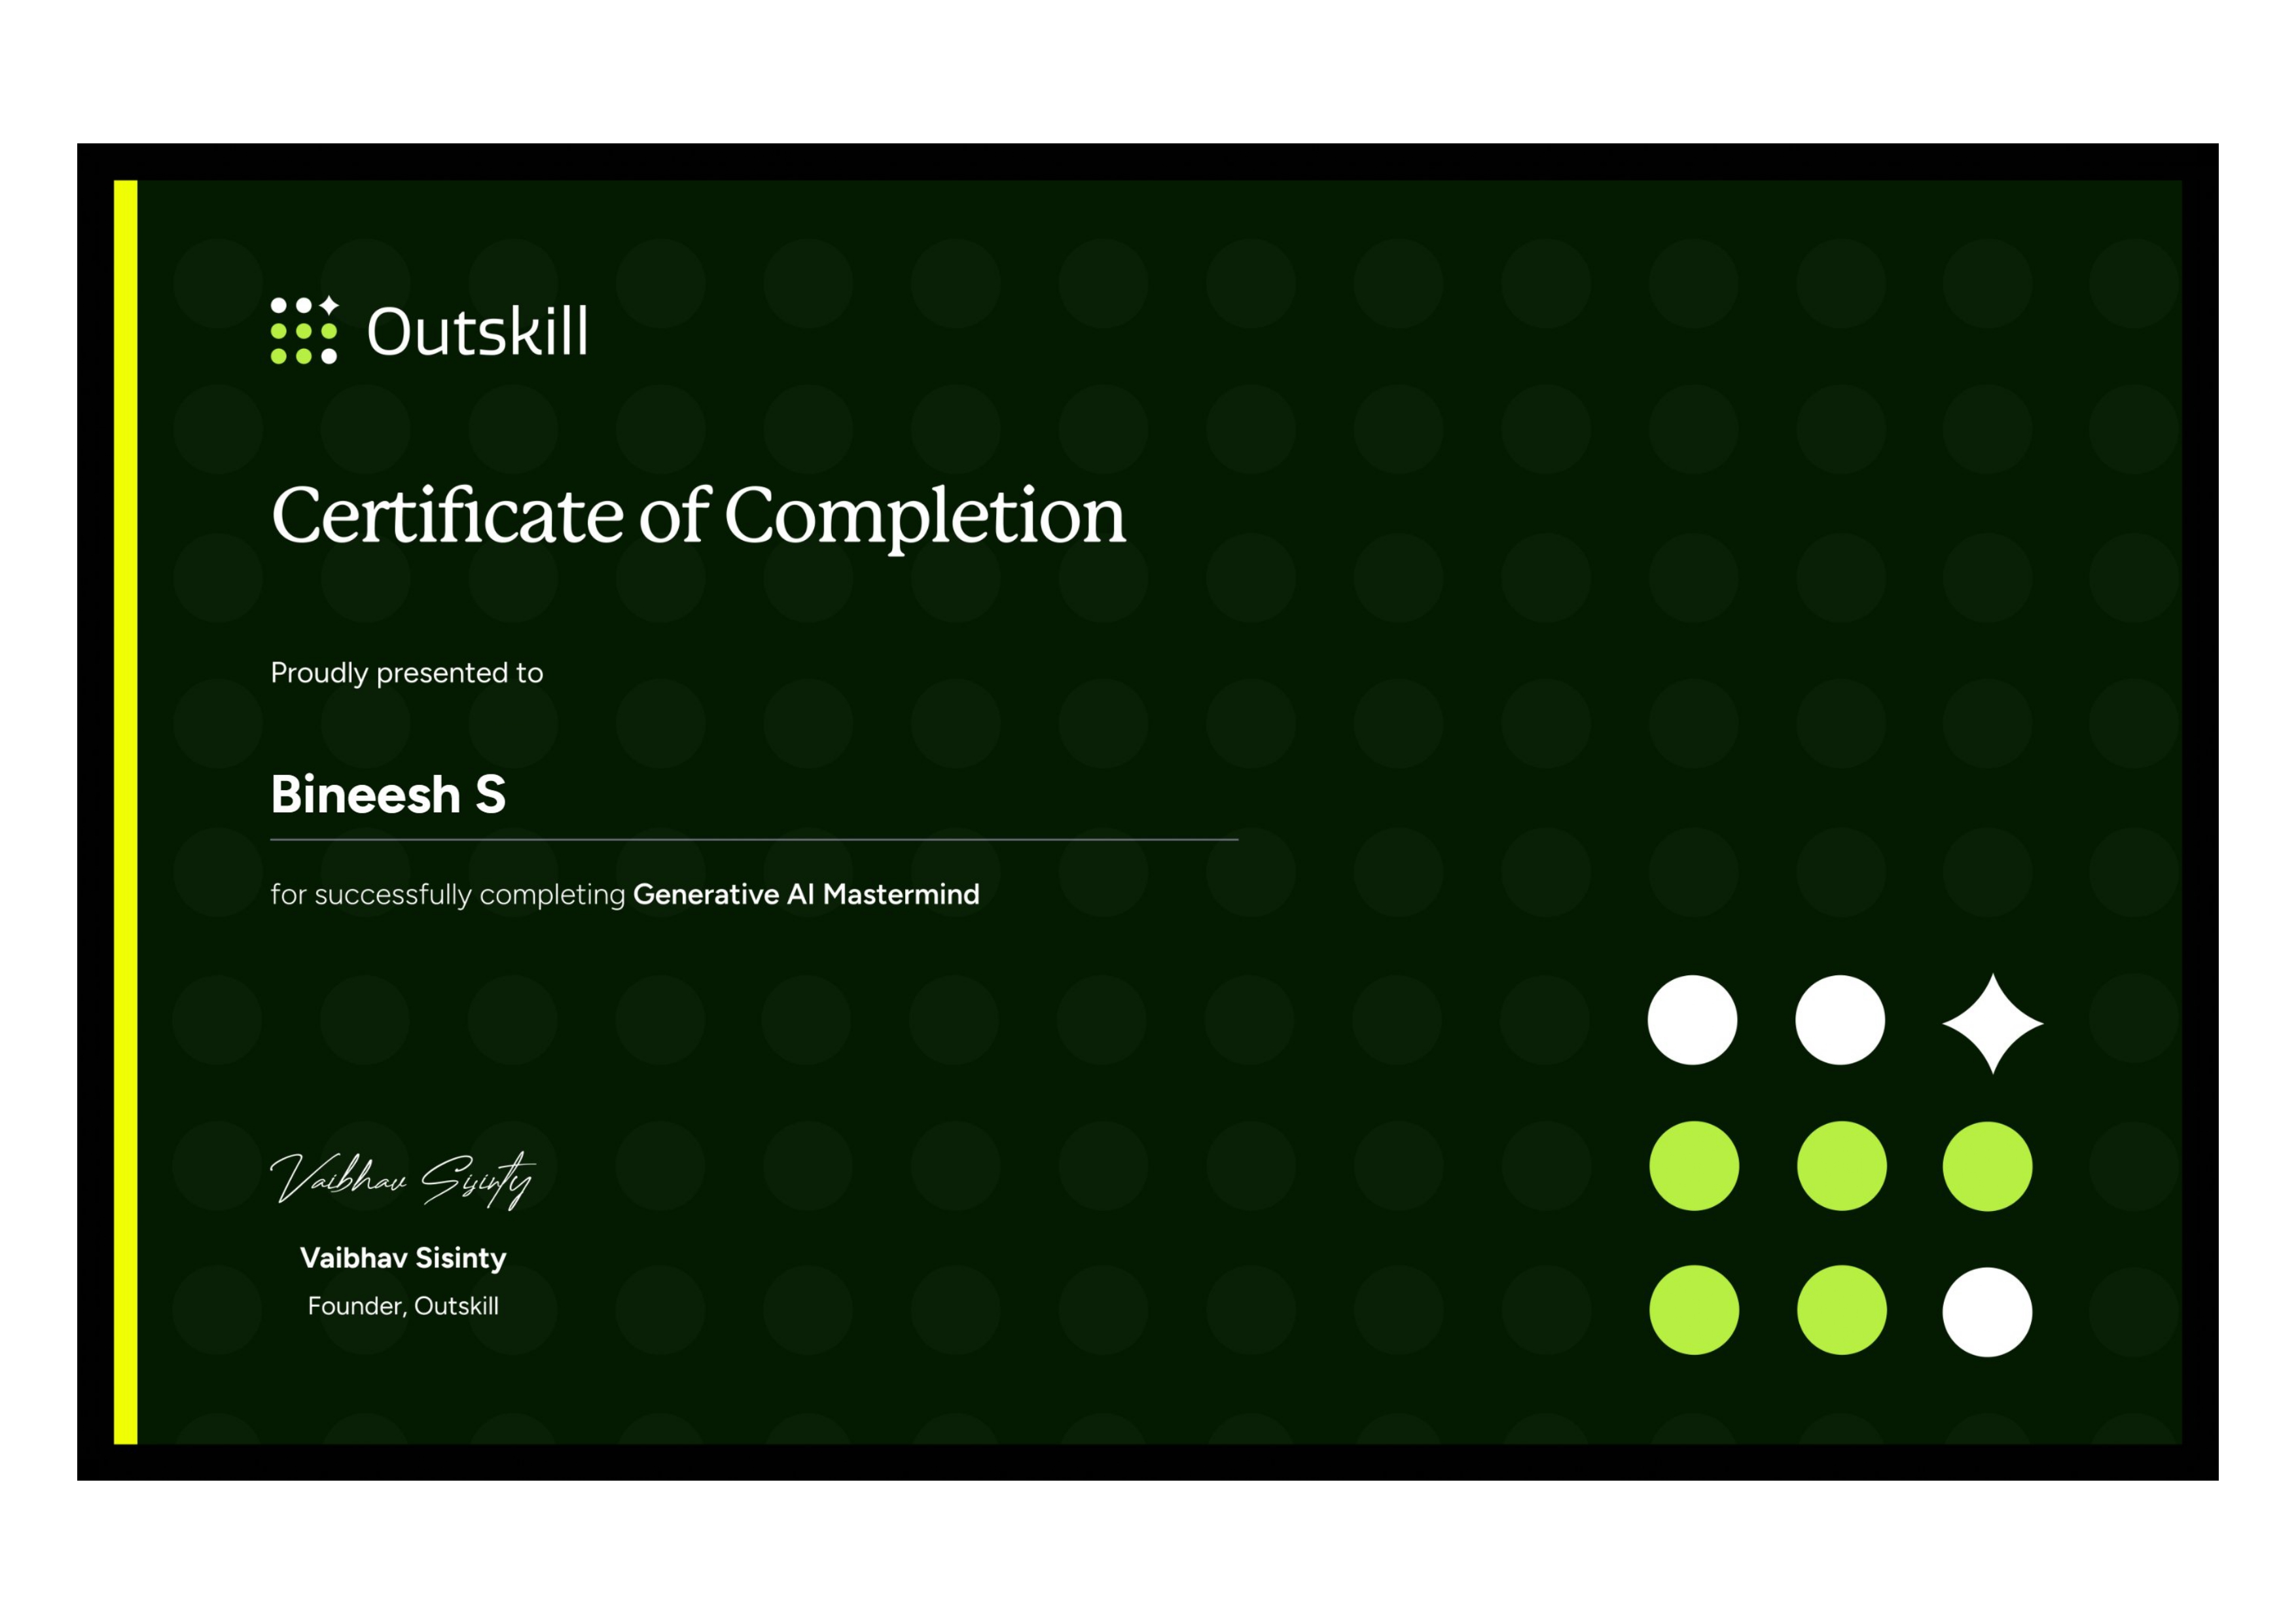 Outskill
Certificate of Completion
Proudly presented to
Bineesh S
for successfully completing Generative AI Mastermind
Vaibhav Sisinty
Vaibhav Sisinty
Founder, Outskill